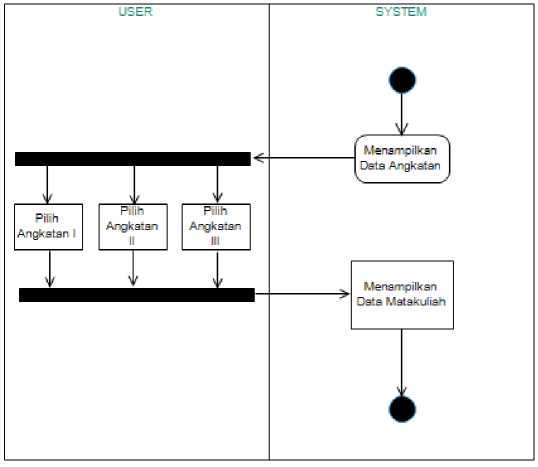 USER
SYSTEM
Menampilkan
Data Angkatan
Pilih
Angkatan I
Pilih
Angkatan
II
Pilih
Angkatan
III
Menampilkan
Data Matakuliah